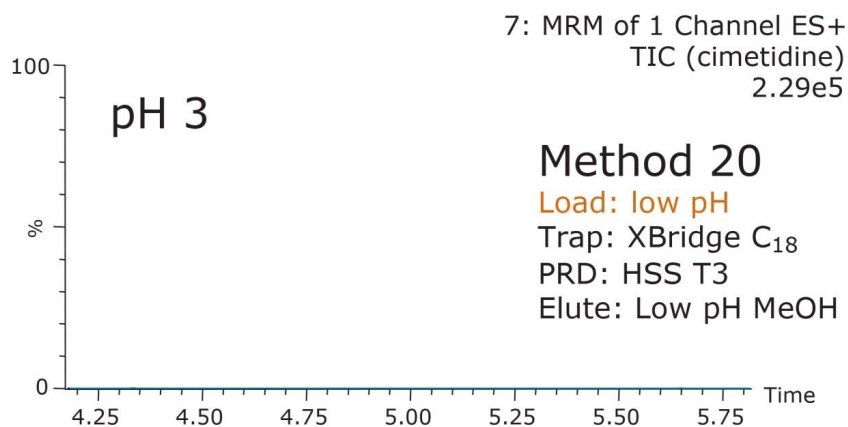 7: MRM of 1 Channel ES+
TIC (cimetidine)
2.29e5
100
pH 3
Method 20
Load: low pH
Trap: XBridge C₁₈
PRD: HSS T3
Elute: Low pH MeOH
%
0
4.25 4.50 4.75 5.00 5.25 5.50 5.75
Time